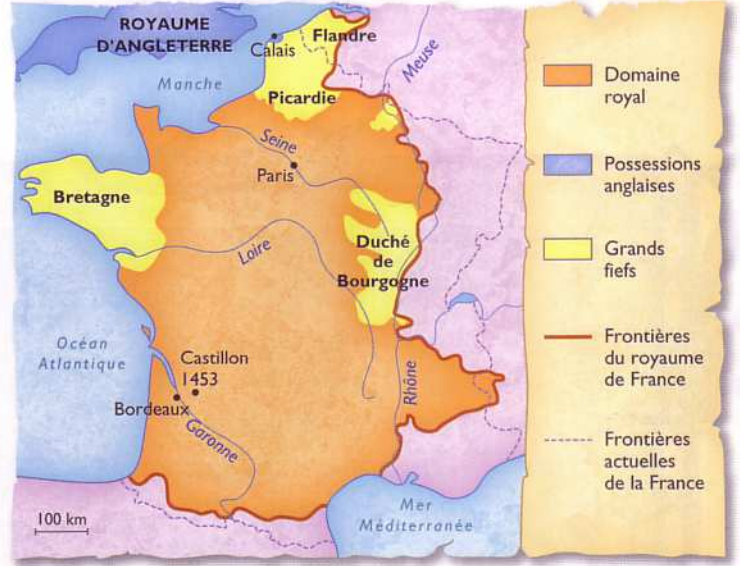 ROYAUME
D'ANGLETERRE
Calais
Flandre
Meuse
Manche
Picardie
Seine
Paris
Bretagne
Loire
Duché
de
Bourgogne
Océan
Atlantique
Castillon
1453
Bordeaux
Garonne
Rhône
Mer
Méditerranée
100 km
Domaine
royal
Possessions
anglaises
Grands
fiefs
Frontières
du royaume
de France
Frontières
actuelles
de la France